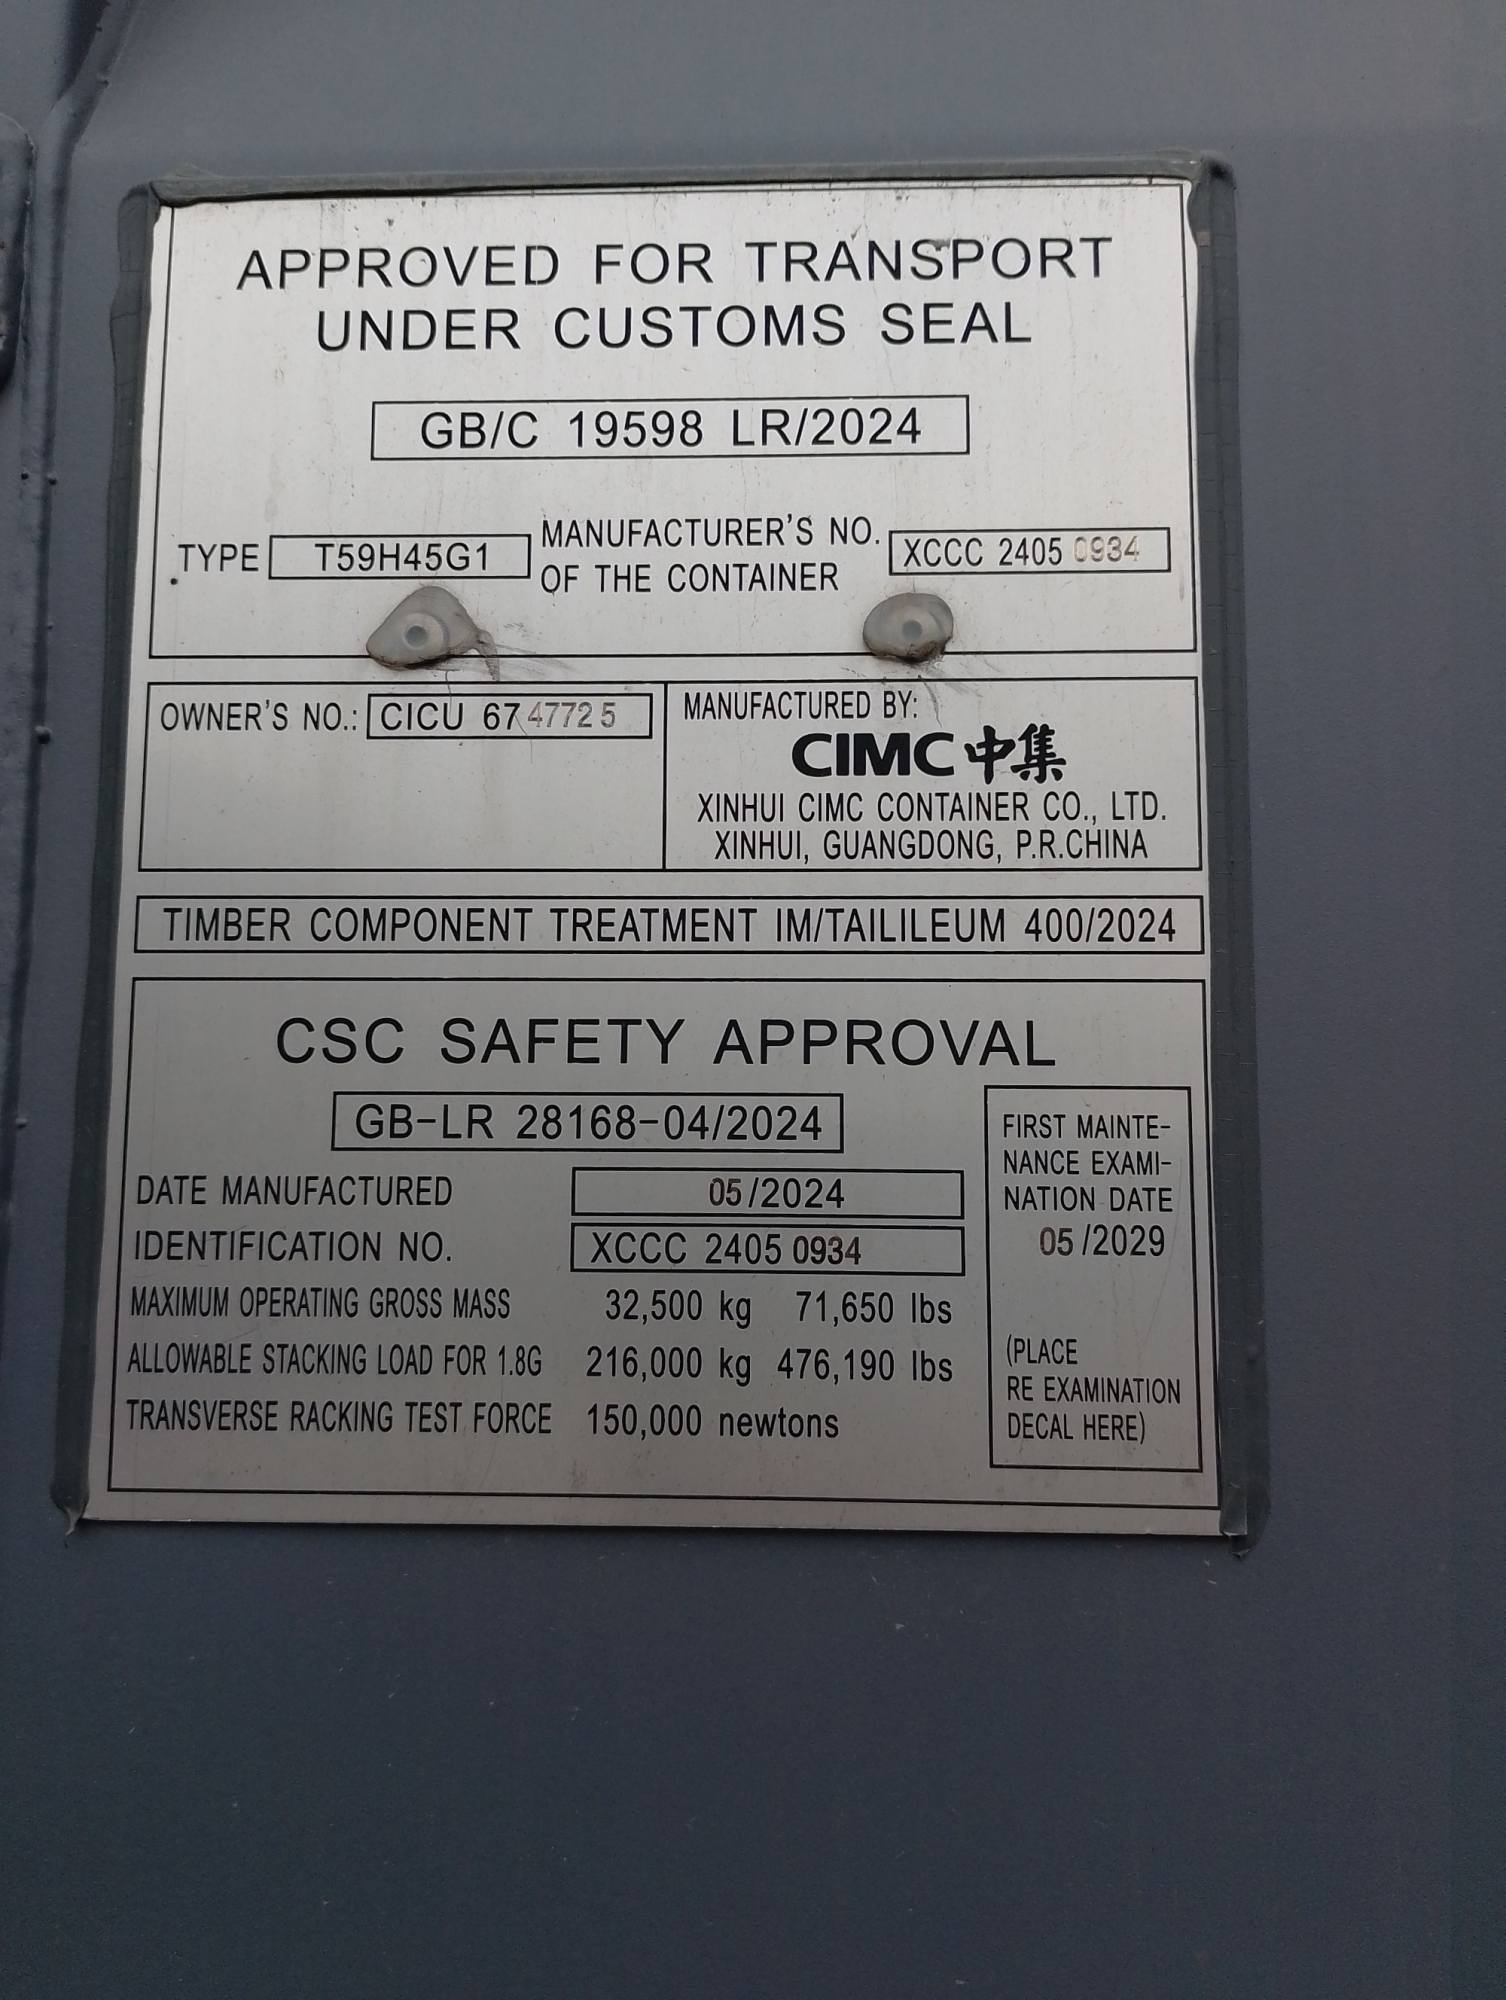 APPROVED FOR TRANSPORT
UNDER CUSTOMS SEAL
GB/C 19598 LR/2024
TYPE T59H45G1
MANUFACTURER'S NO.
OF THE CONTAINER
XCCC 2405 0934
OWNER'S NO.: CICU 67 4772 5
MANUFACTURED BY:
CIMC 中集
XINHUI CIMC CONTAINER CO., LTD.
XINHUI, GUANGDONG, P.R.CHINA
TIMBER COMPONENT TREATMENT IM/TAILILEUM 400/2024
CSC SAFETY APPROVAL
GB-LR 28168-04/2024
DATE MANUFACTURED 05/2024
IDENTIFICATION NO. XCCC 2405 0934
MAXIMUM OPERATING GROSS MASS 32,500 kg 71,650 lbs
ALLOWABLE STACKING LOAD FOR 1.8G 216,000 kg 476,190 lbs
TRANSVERSE RACKING TEST FORCE 150,000 newtons
FIRST MAINTE-
NANCE EXAMI-
NATION DATE
05/2029
(PLACE
RE EXAMINATION
DECAL HERE)